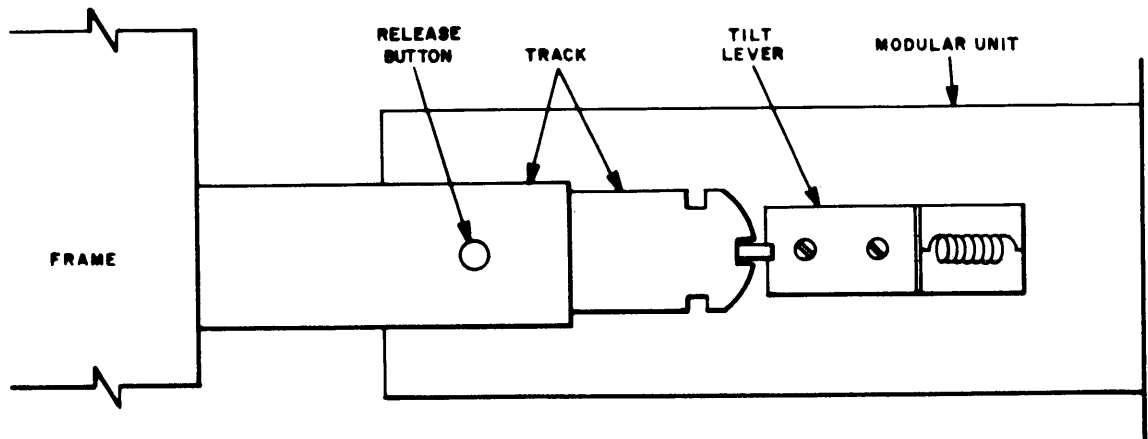 RELEASE
BUTTON
TRACK
TILT
LEVER
MODULAR UNIT
FRAME